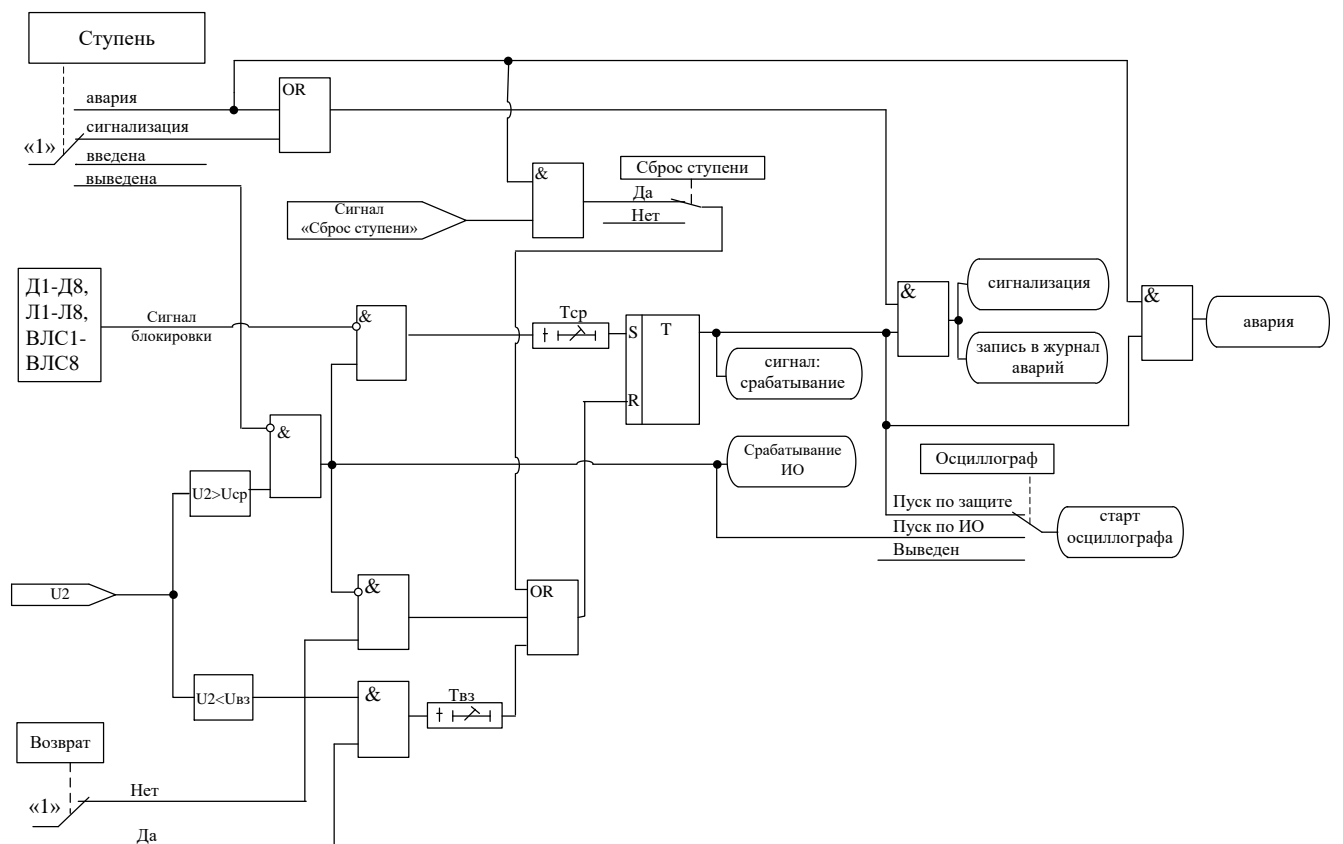 Ступень
OR
авария
сигнализация
«1»
введена
выведена
Сброс ступени
&
Да
Нет
Сигнал
«Сброс ступени»
Д1-Д8,
Л1-Л8,
ВЛС1-
ВЛС8
Сигнал
блокировки
&
Тср
S
T
R
сигнал:
срабатывание
&
сигнализация
запись в журнал
аварий
&
авария
&
U2>Uср
Срабатывание
ИО
Осциллограф
Пуск по защите
Пуск по ИО
Выведен
старт
осциллографа
U2
&
OR
U2<Uвз
&
Твз
Возврат
«1»
Нет
Да